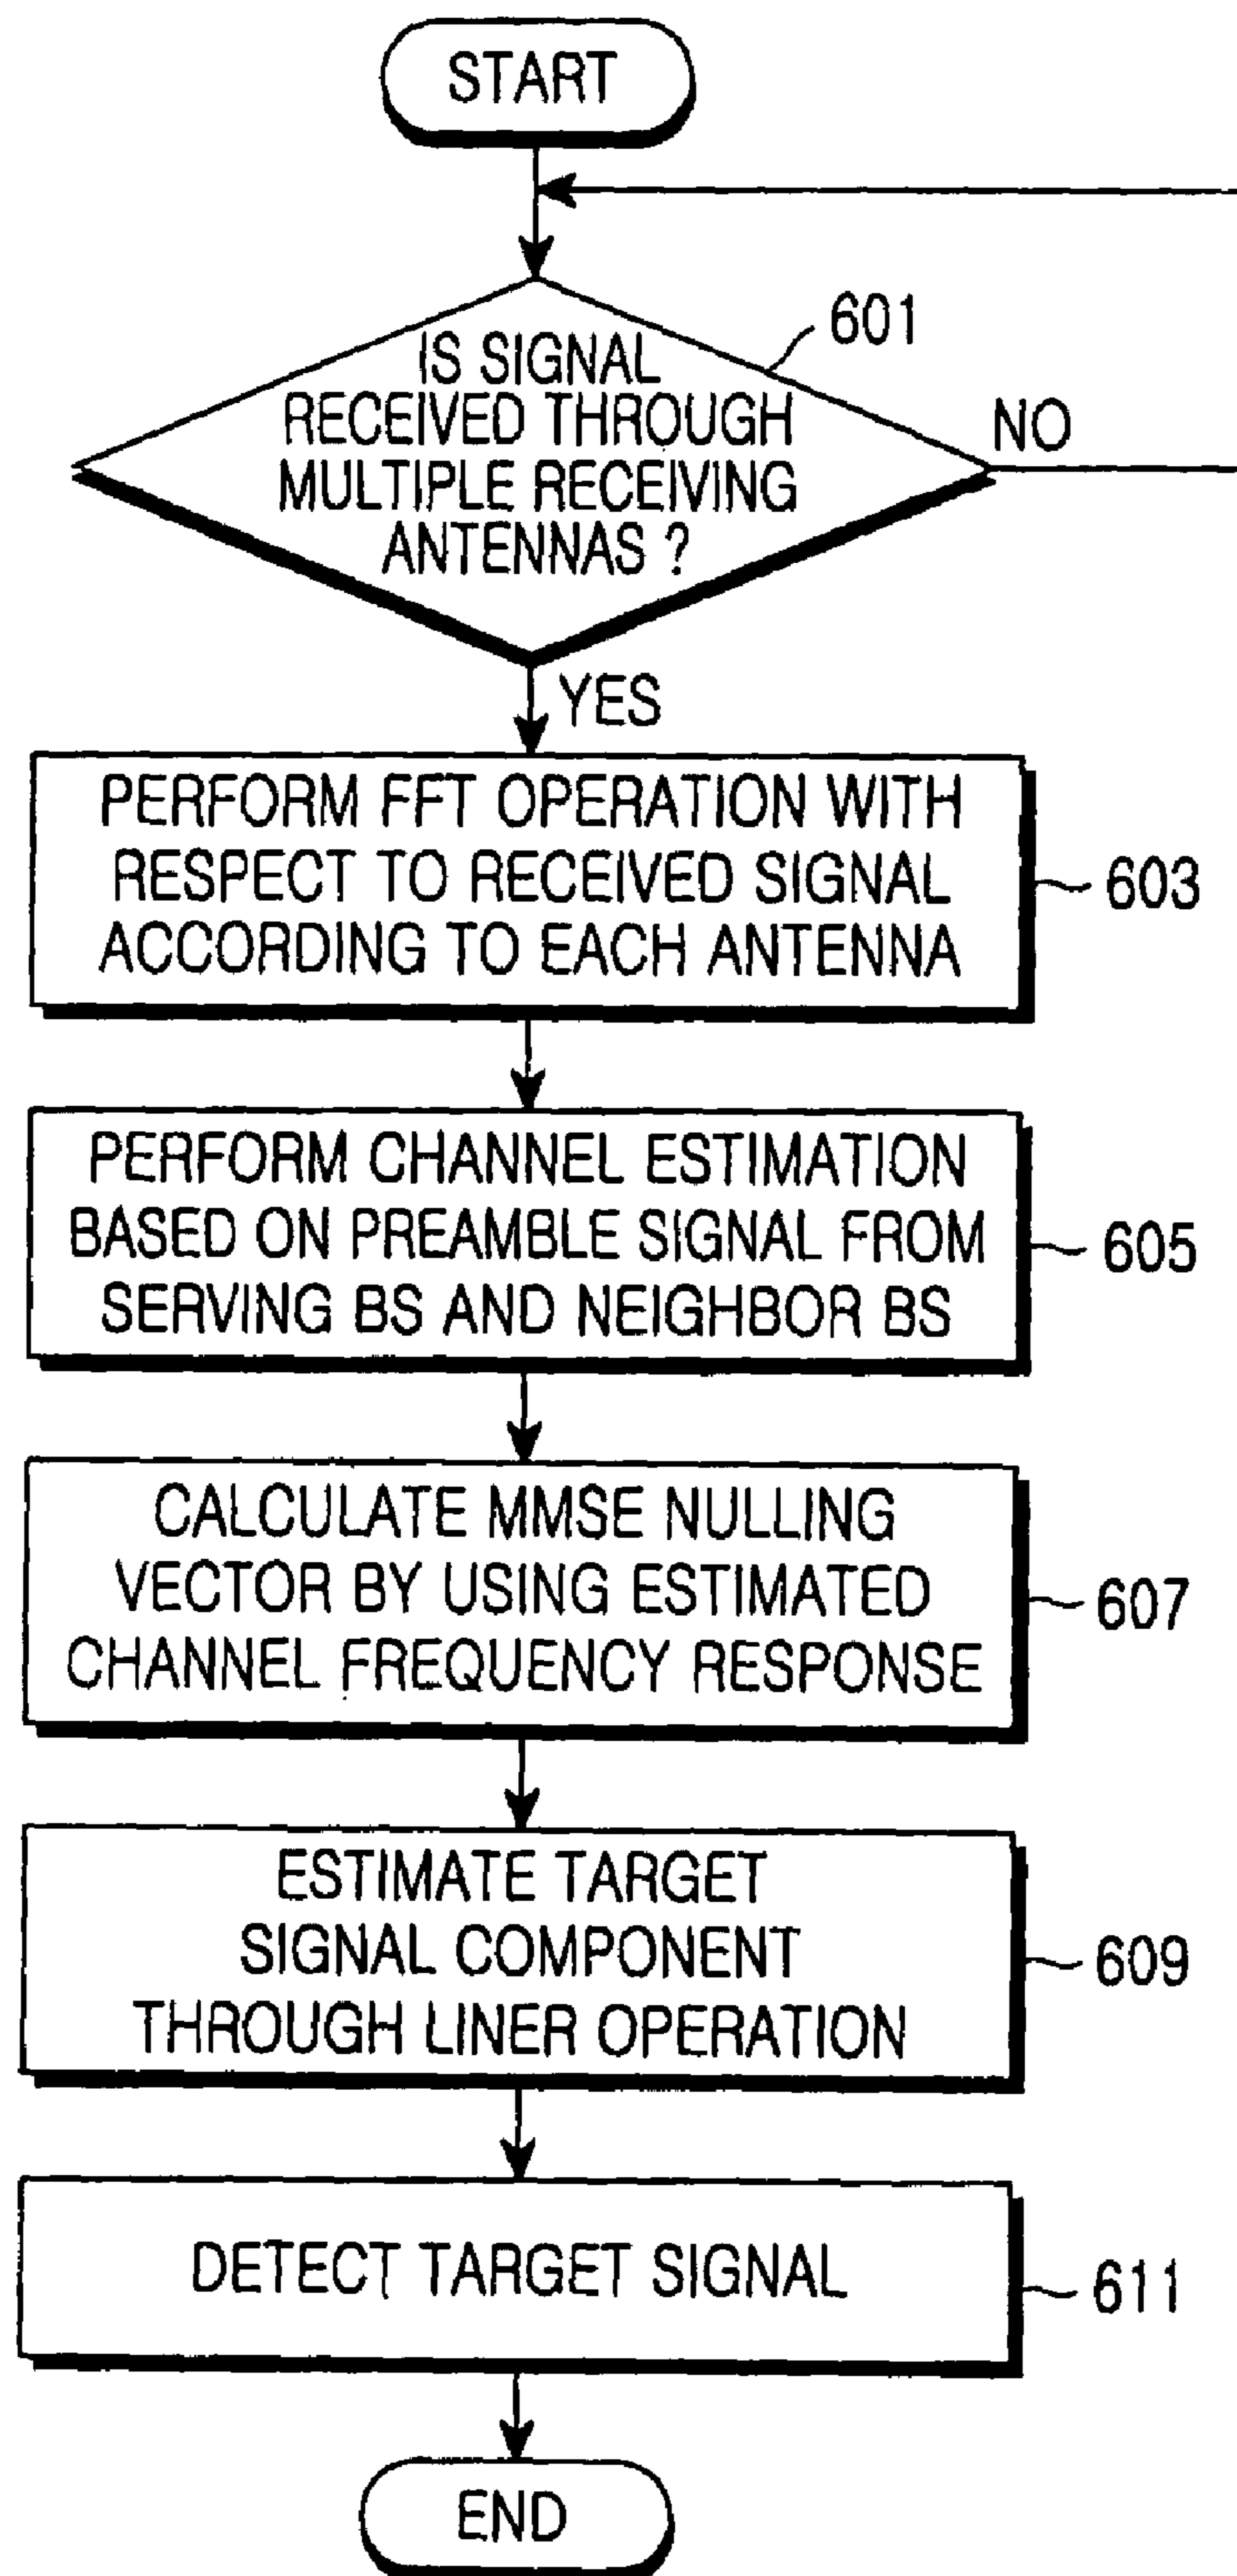 START
601
IS SIGNAL
RECEIVED THROUGH
MULTIPLE RECEIVING
ANTENNAS ?
NO
YES
PERFORM FFT OPERATION WITH
RESPECT TO RECEIVED SIGNAL
ACCORDING TO EACH ANTENNA
603
PERFORM CHANNEL ESTIMATION
BASED ON PREAMBLE SIGNAL FROM
SERVING BS AND NEIGHBOR BS
605
CALCULATE MMSE NULLING
VECTOR BY USING ESTIMATED
CHANNEL FREQUENCY RESPONSE
607
ESTIMATE TARGET
SIGNAL COMPONENT
THROUGH LINER OPERATION
609
DETECT TARGET SIGNAL
611
END